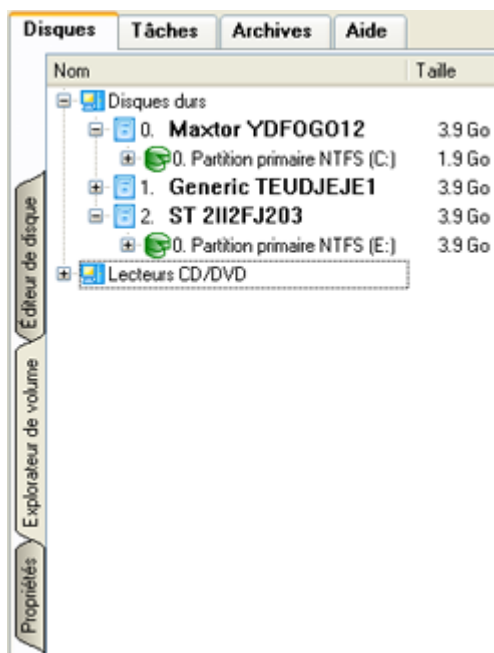 Disques Tâches Archives Aide
Nom Taille
Disques durs
0. Maxtor YDFOGO12 3.9 Go
0. Partition primaire NTFS (C:) 1.9 Go
1. Generic TEUDJEJE1 3.9 Go
2. ST 2II2FJ203 3.9 Go
0. Partition primaire NTFS (E:) 3.9 Go
Lecteurs CD/DVD
Éditeur de disque
Explorateur de volume
Propriétés